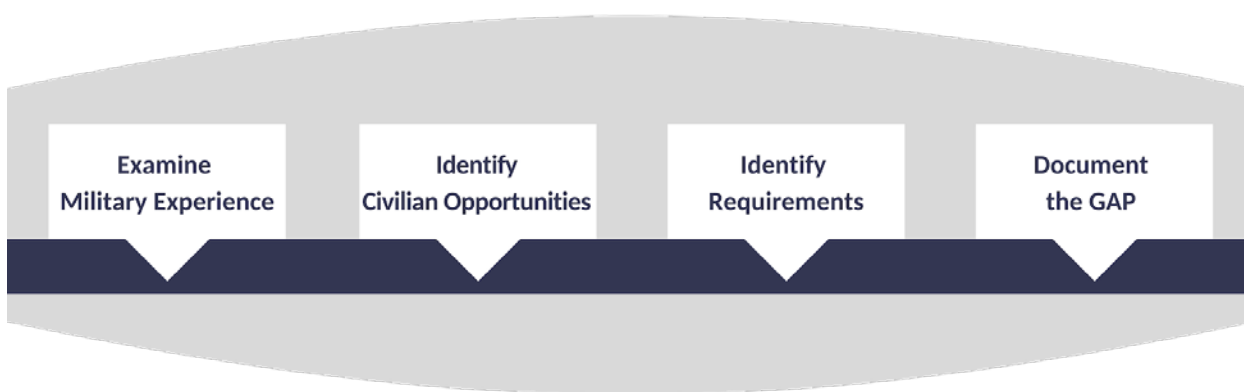 Examine
Military Experience
Identify
Civilian Opportunities
Identify
Requirements
Document
the GAP